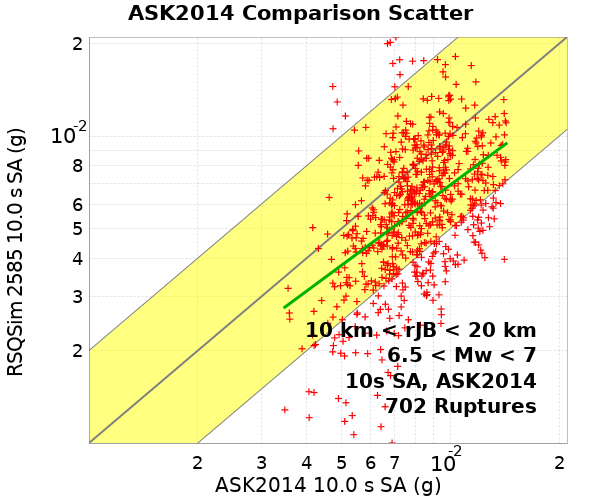 ASK2014 Comparison Scatter
RSQSim 2585 10.0 s SA (g)
2
10-2
8
6
5
4
3
2
10 km < rJB < 20 km
6.5 < Mw < 7
10s SA, ASK2014
702 Ruptures
2 3 4 5 6 7 10-2 2
ASK2014 10.0 s SA (g)